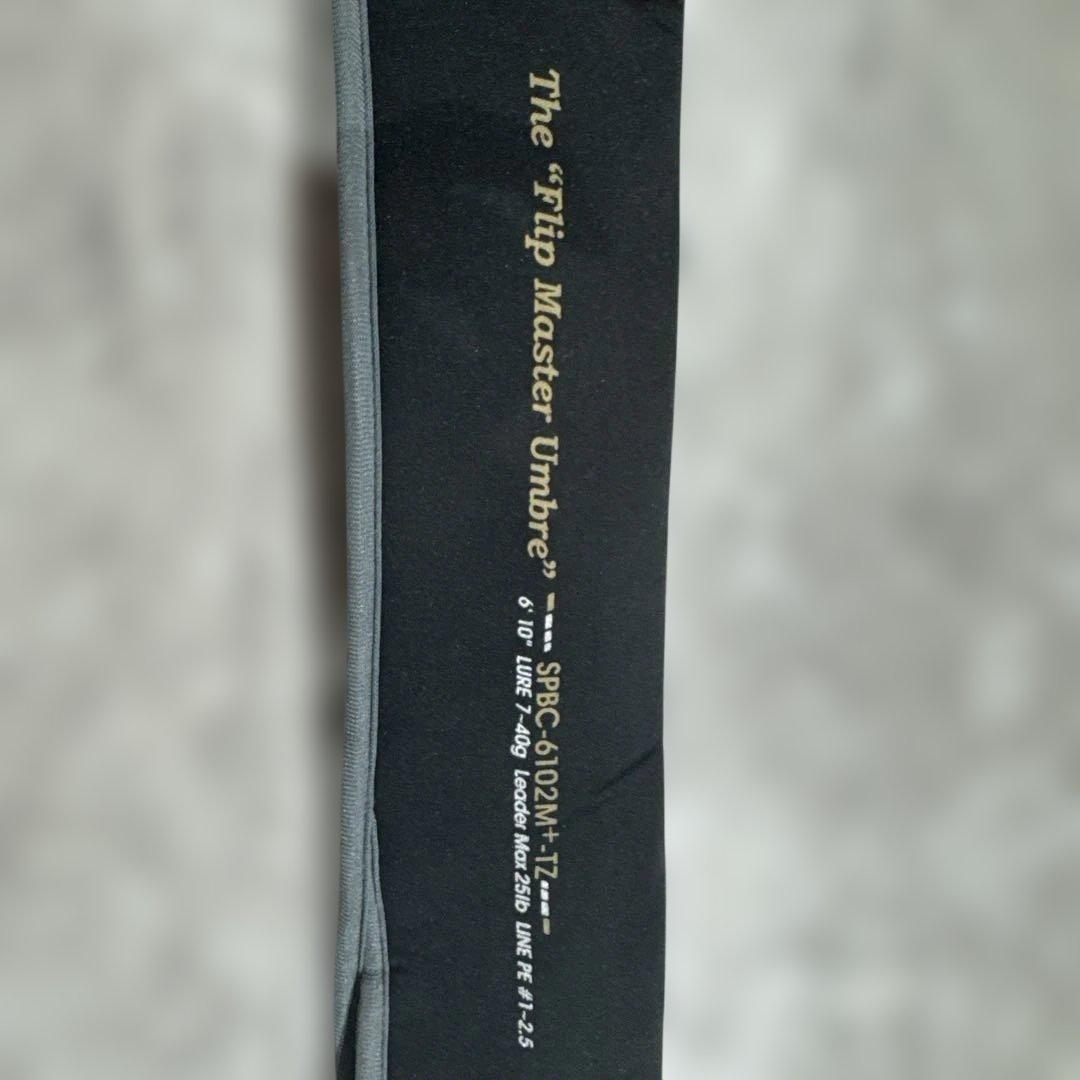 The “Flip Master Umbre”
SPBC-6102M+-TZ
6' 10" LURE 7-40g Leader Max 25lb LINE PE #1-2.5